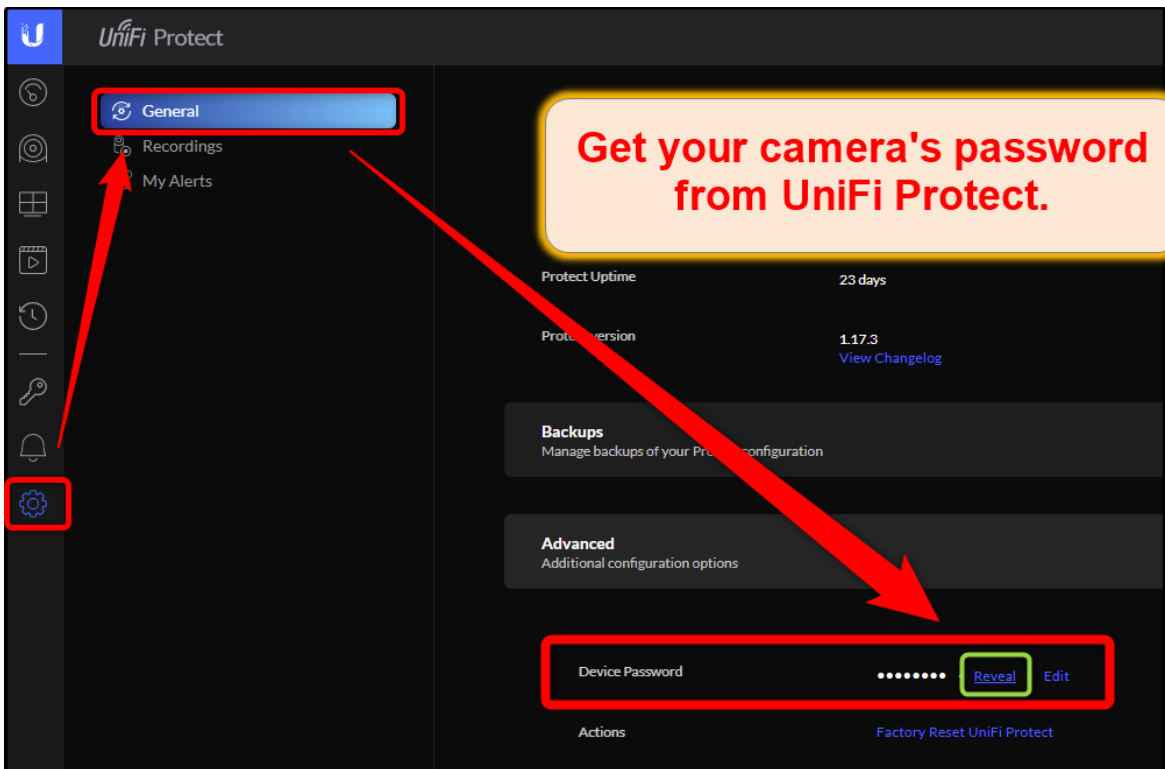 UniFi Protect
General
Recordings
My Alerts
Get your camera's password
from UniFi Protect.
Protect Uptime
23 days
version
1.17.3
View Changelog
Backups
Manage backups of your configuration
Advanced
Additional configuration options
Device Password
•••••••• Reveal Edit
Actions
Factory Reset UniFi Protect